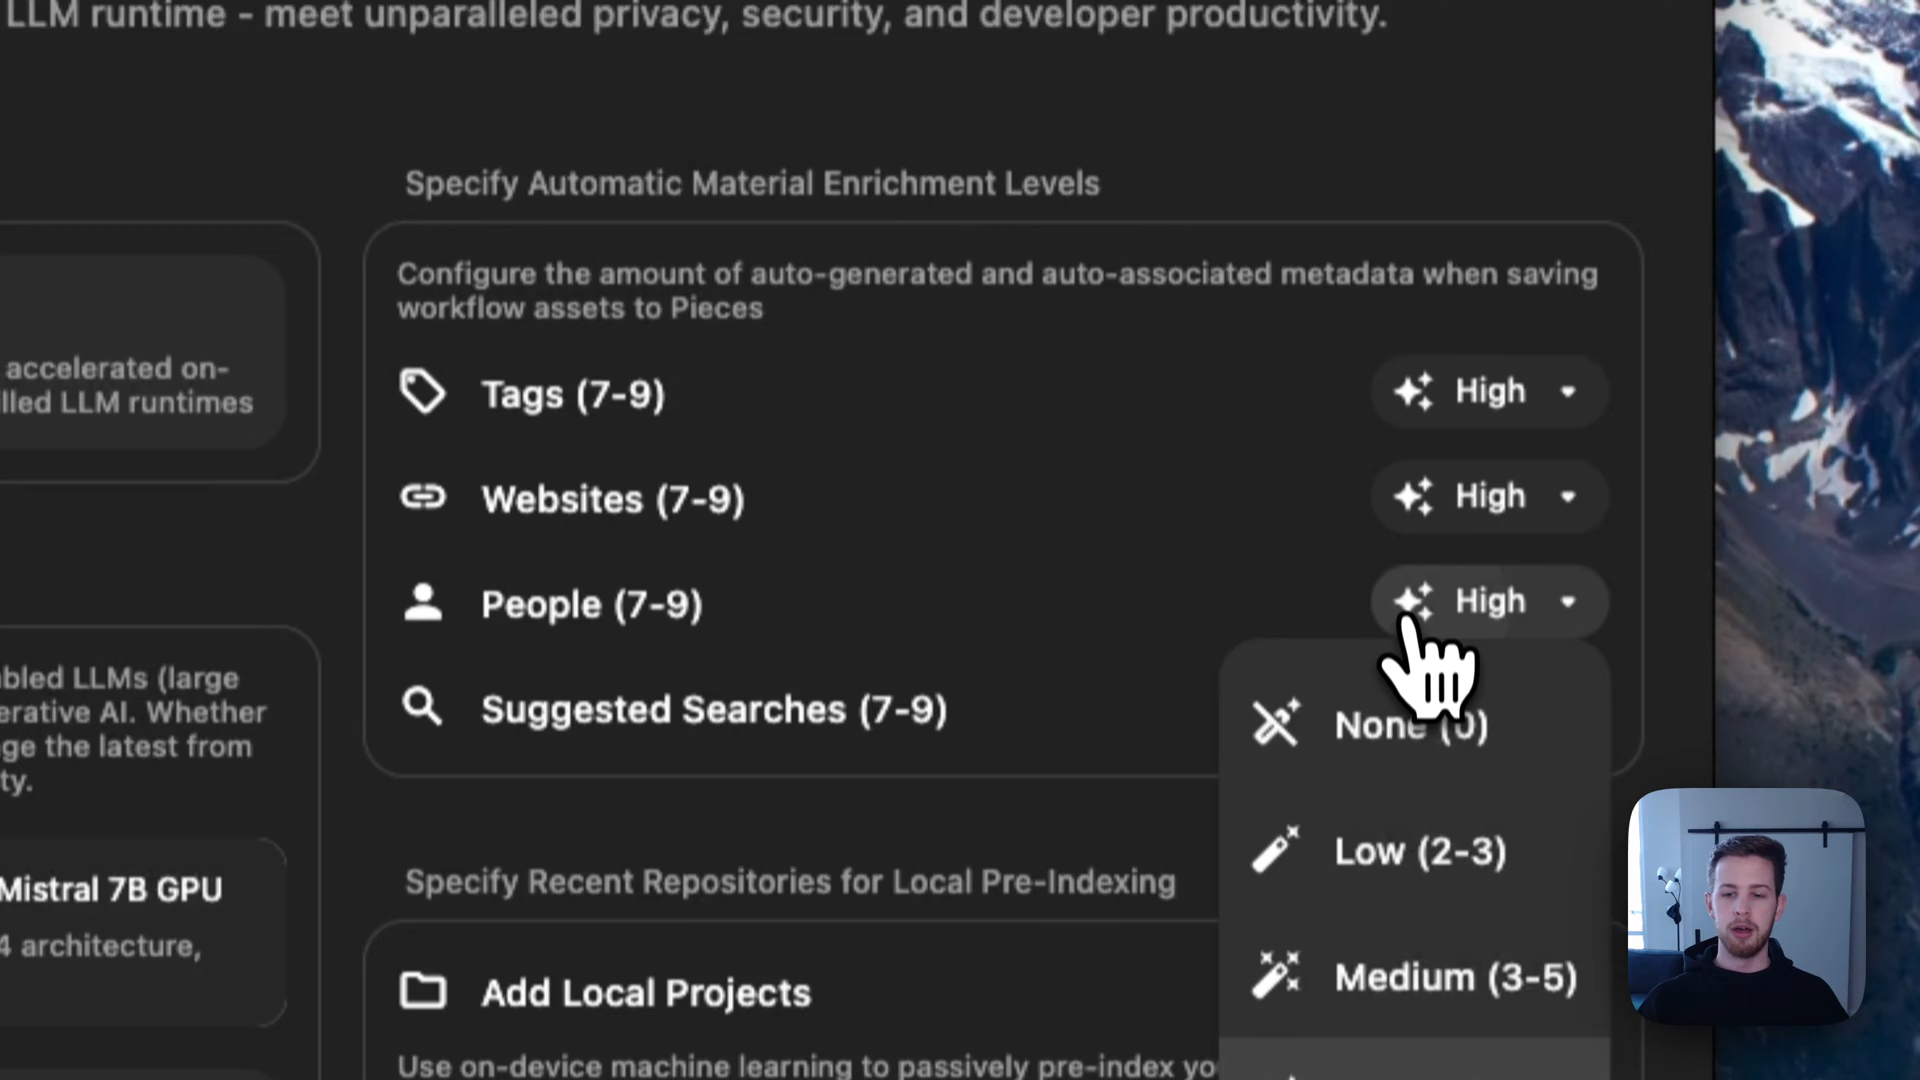 LLM runtime - meet unparalleled privacy, security, and developer productivity.
Specify Automatic Material Enrichment Levels
Configure the amount of auto-generated and auto-associated metadata when saving
workflow assets to Pieces
accelerated on-
lled LLM runtimes
Tags (7-9)
High
Websites (7-9)
High
People (7-9)
High
Suggested Searches (7-9)
None (0)
Low (2-3)
Medium (3-5)
bled LLMs (large
erative AI. Whether
ge the latest from
ty.
Mistral 7B GPU
4 architecture,
Specify Recent Repositories for Local Pre-Indexing
Add Local Projects
Use on-device machine learning to passively pre-index yo